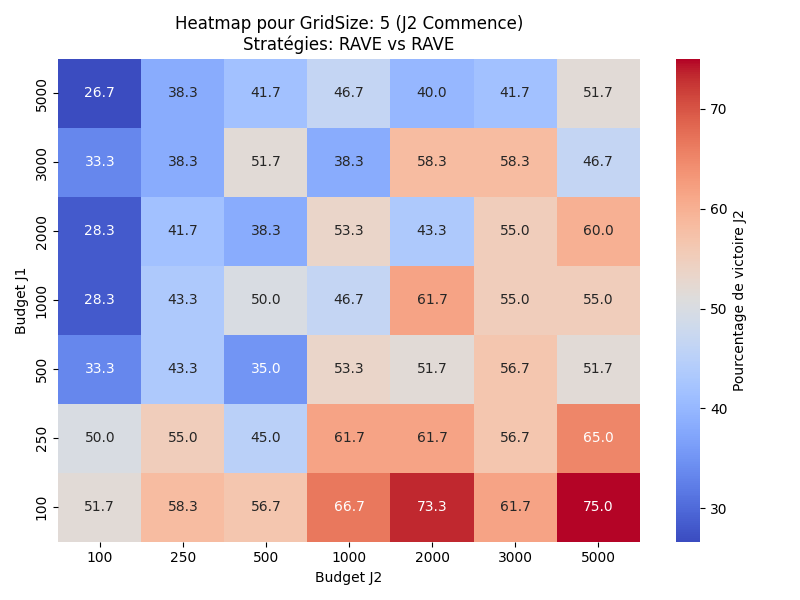 Heatmap pour GridSize: 5 (J2 Commence)
Stratégies: RAVE vs RAVE
Budget J1
5000 26.7 38.3 41.7 46.7 40.0 41.7 51.7
3000 33.3 38.3 51.7 38.3 58.3 58.3 46.7
2000 28.3 41.7 38.3 53.3 43.3 55.0 60.0
1000 28.3 43.3 50.0 46.7 61.7 55.0 55.0
500 33.3 43.3 35.0 53.3 51.7 56.7 51.7
250 50.0 55.0 45.0 61.7 61.7 56.7 65.0
100 51.7 58.3 56.7 66.7 73.3 61.7 75.0
100 250 500 1000 2000 3000 5000
Budget J2
70
60
50
40
30
Pourcentage de victoire J2